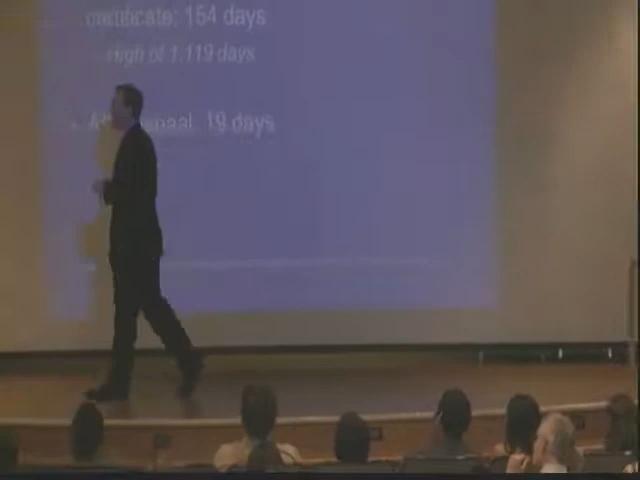 certificate: 154 days
High of 1,119 days
19 days